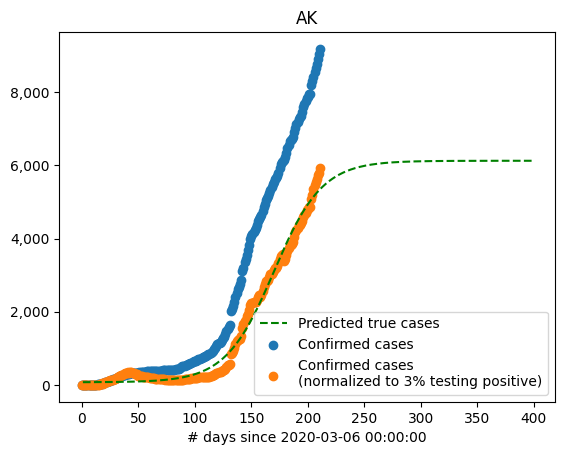 AK
8,000
6,000
4,000
2,000
0
Predicted true cases
Confirmed cases
Confirmed cases
(normalized to 3% testing positive)
0 50 100 150 200 250 300 350 400
# days since 2020-03-06 00:00:00